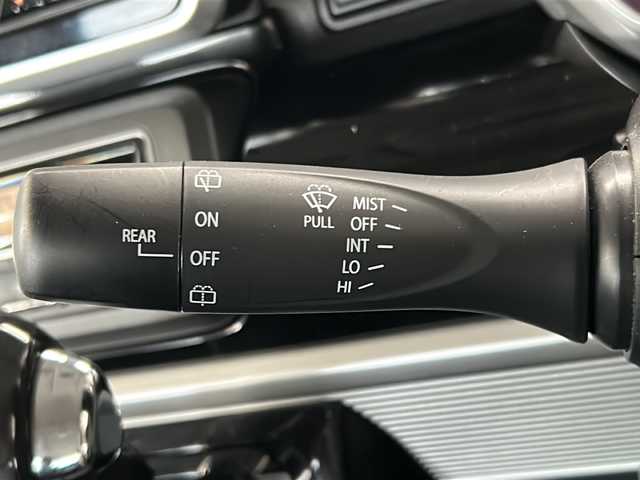 REAR
ON
OFF
PULL
MIST
OFF
INT
LO
HI